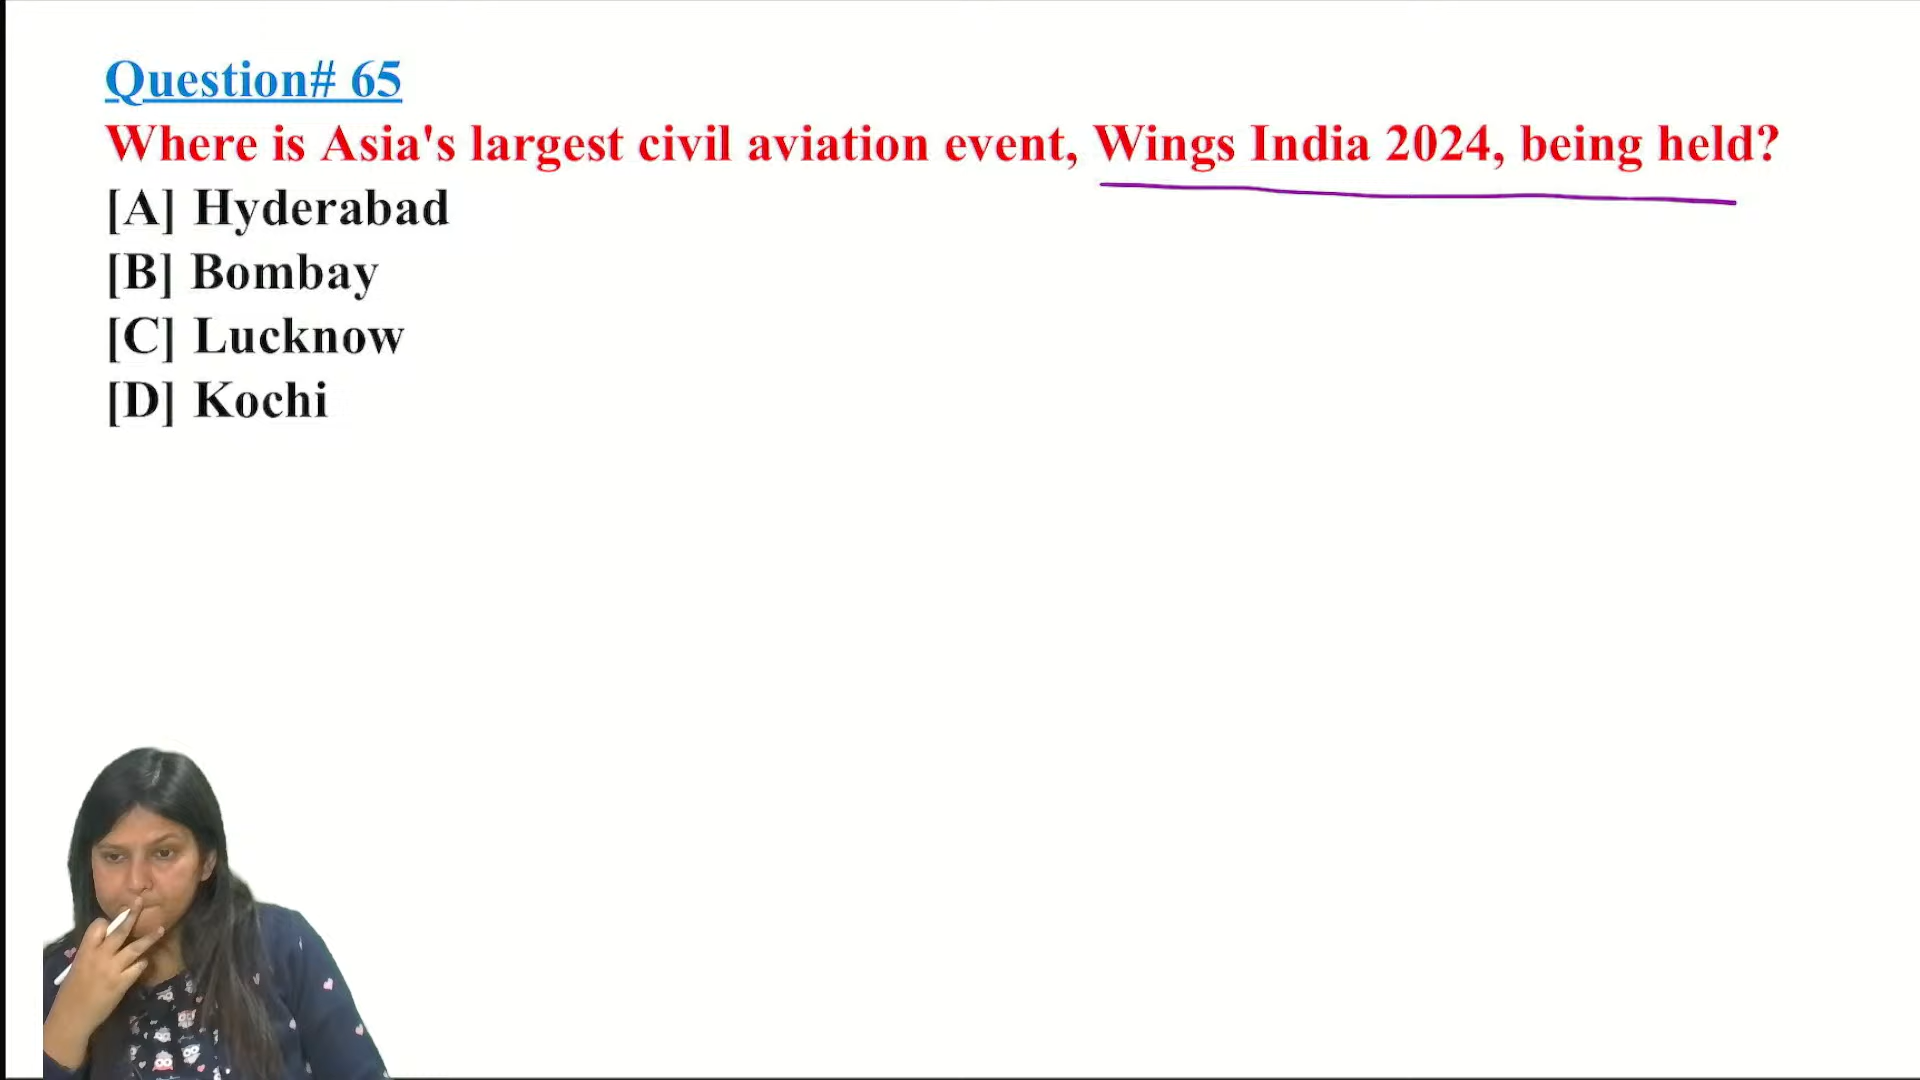 Question# 65
Where is Asia's largest civil aviation event, Wings India 2024, being held?
[A] Hyderabad
[B] Bombay
[C] Lucknow
[D] Kochi